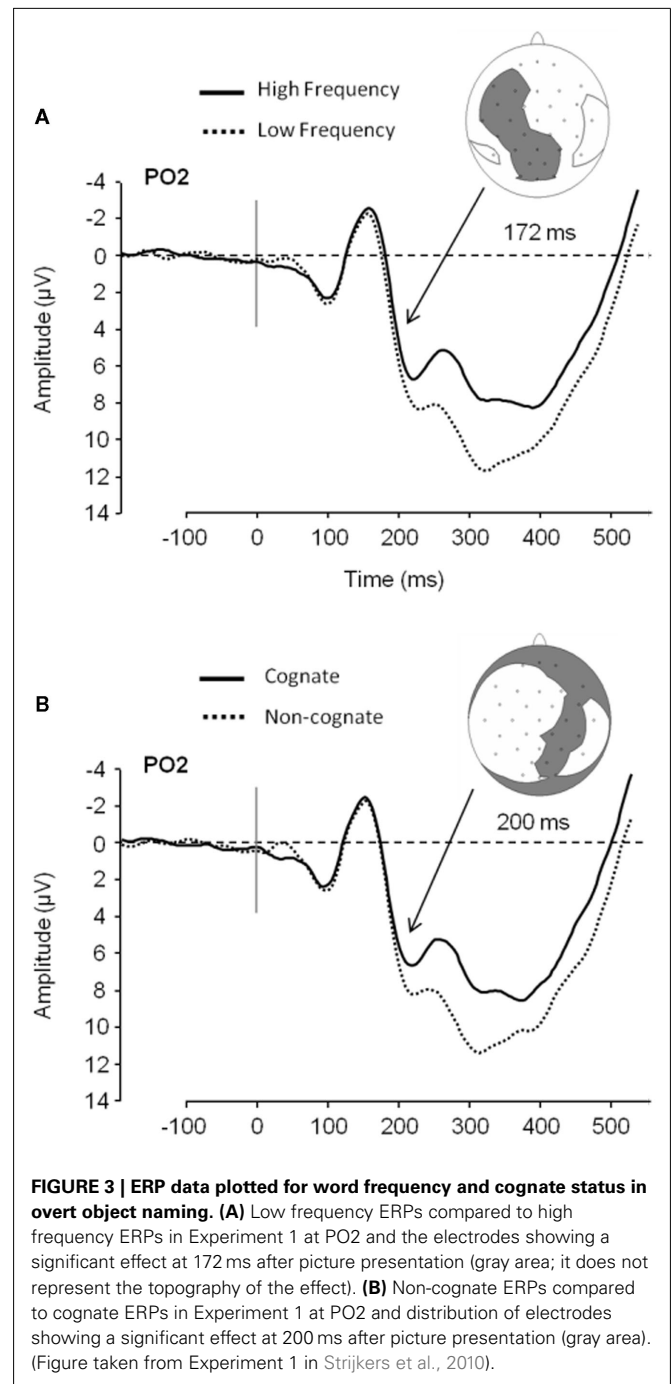 High Frequency
A
Low Frequency
PO2
-4
-2
0
2
4
6
8
10
12
14
172 ms
Amplitude (µV)
-100 0 100 200 300 400 500
Time (ms)
Cognate
B
Non-cognate
PO2
-4
-2
0
2
4
6
8
10
12
14
200 ms
Amplitude (µV)
-100 0 100 200 300 400 500
FIGURE 3 | ERP data plotted for word frequency and cognate status in
overt object naming. (A) Low frequency ERPs compared to high
frequency ERPs in Experiment 1 at PO2 and the electrodes showing a
significant effect at 172 ms after picture presentation (gray area; it does not
represent the topography of the effect). (B) Non-cognate ERPs compared
to cognate ERPs in Experiment 1 at PO2 and distribution of electrodes
showing a significant effect at 200 ms after picture presentation (gray area).
(Figure taken from Experiment 1 in Strijkers et al., 2010).